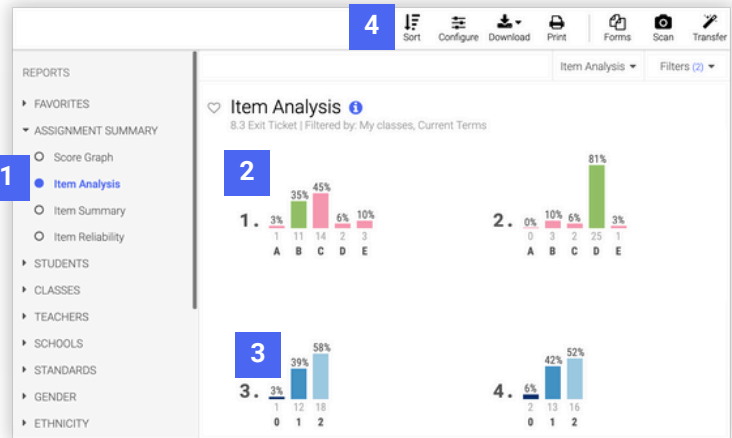 4
Sort Configure Download Print Forms Scan Transfer
Item Analysis Filters (2)
REPORTS
FAVORITES
ASSIGNMENT SUMMARY
Score Graph
1
Item Analysis
Item Summary
Item Reliability
STUDENTS
CLASSES
TEACHERS
SCHOOLS
STANDARDS
GENDER
ETHNICITY
Item Analysis i
8.3 Exit Ticket | Filtered by: My classes, Current Terms
2
1. 3% 35% 45% 6% 10%
1 11 14 2 3
A B C D E
2. 0% 10% 6% 81% 3%
0 3 2 25 1
A B C D E
3
3. 3% 39% 58%
1 12 18
0 1 2
4. 6% 42% 52%
2 13 16
0 1 2